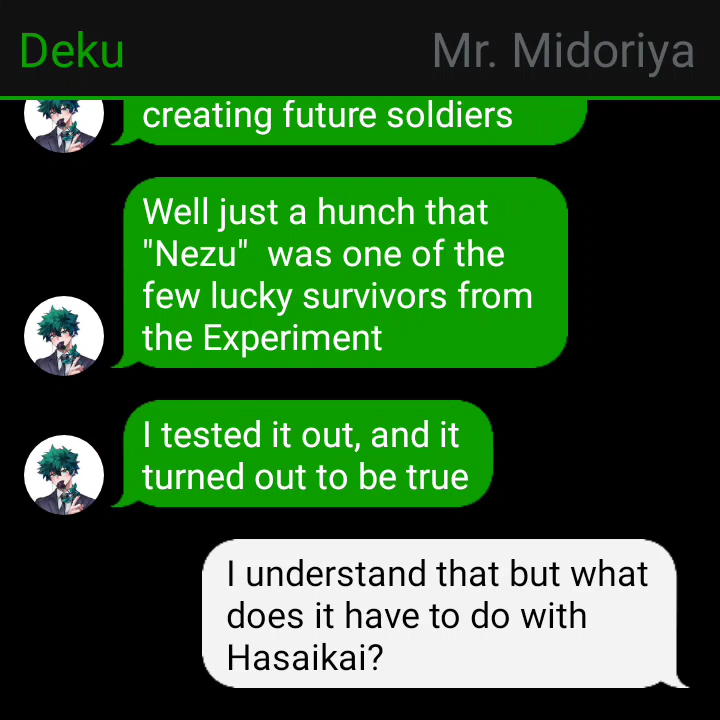 Deku Mr. Midoriya
creating future soldiers
Well just a hunch that
"Nezu"  was one of the
few lucky survivors from
the Experiment
I tested it out, and it
turned out to be true
I understand that but what
does it have to do with
Hasaikai?